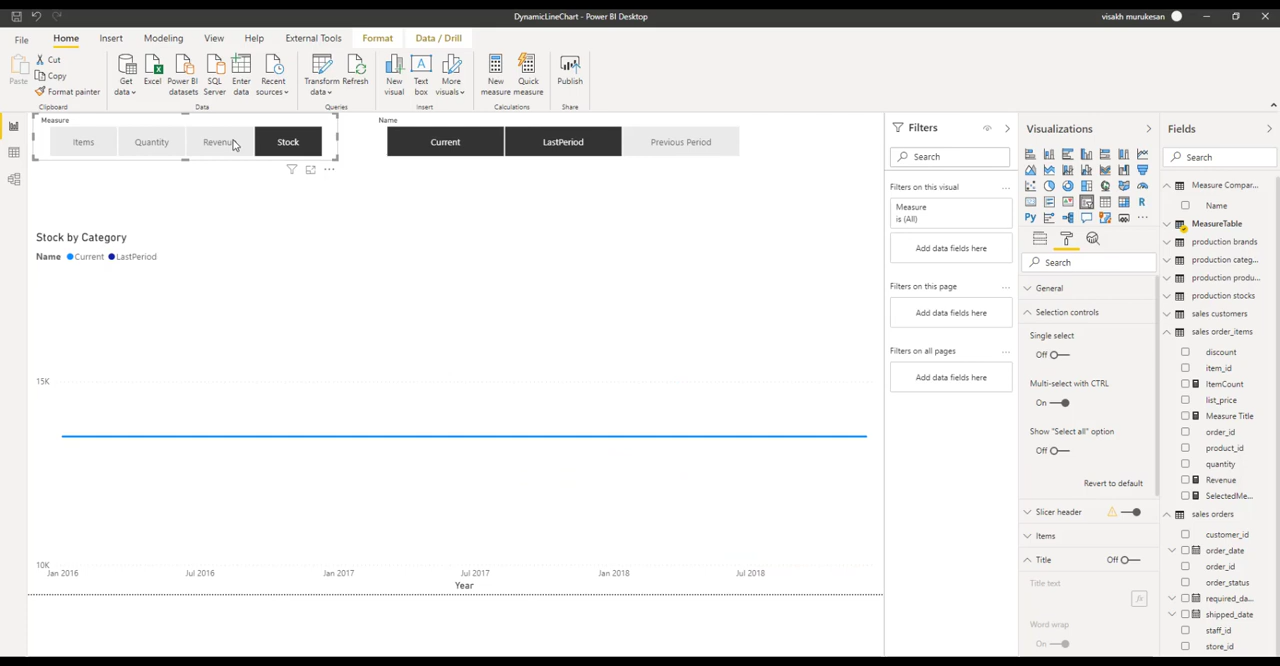 DynamicLineChart - Power BI Desktop
visakh murukesan
File
Home
Insert
Modeling
View
Help
External Tools
Format
Data / Drill
Paste
Cut
Copy
Format painter
Clipboard
Get data
Excel
Power BI datasets
SQL Server
Enter data
Recent sources
Data
Transform data
Refresh
Queries
New visual
Text box
More visuals
Insert
New measure
Quick measure
Calculations
Publish
Share
Measure
Items
Quantity
Revenue
Stock
Name
Current
LastPeriod
Previous Period
Stock by Category
Name Current LastPeriod
15K
10K
Jan 2016
Jul 2016
Jan 2017
Jul 2017
Jan 2018
Jul 2018
Year
Filters
Search
Filters on this visual ...
Measure
is (All)
Add data fields here
Filters on this page ...
Add data fields here
Filters on all pages ...
Add data fields here
Visualizations
R
Py
...
Search
General
Selection controls
Single select
Off
Multi-select with CTRL
On
Show "Select all" option
Off
Revert to default
Slicer header
Items
Title Off
Title text
fx
Word wrap
On
Fields
Search
Measure Compar...
Name
MeasureTable
production brands
production categ...
production produ...
production stocks
sales customers
sales order_items
discount
item_id
ItemCount
list_price
Measure Title
order_id
product_id
quantity
Revenue
SelectedMe...
sales orders
customer_id
order_date
order_id
order_status
required_da...
shipped_date
staff_id
store_id